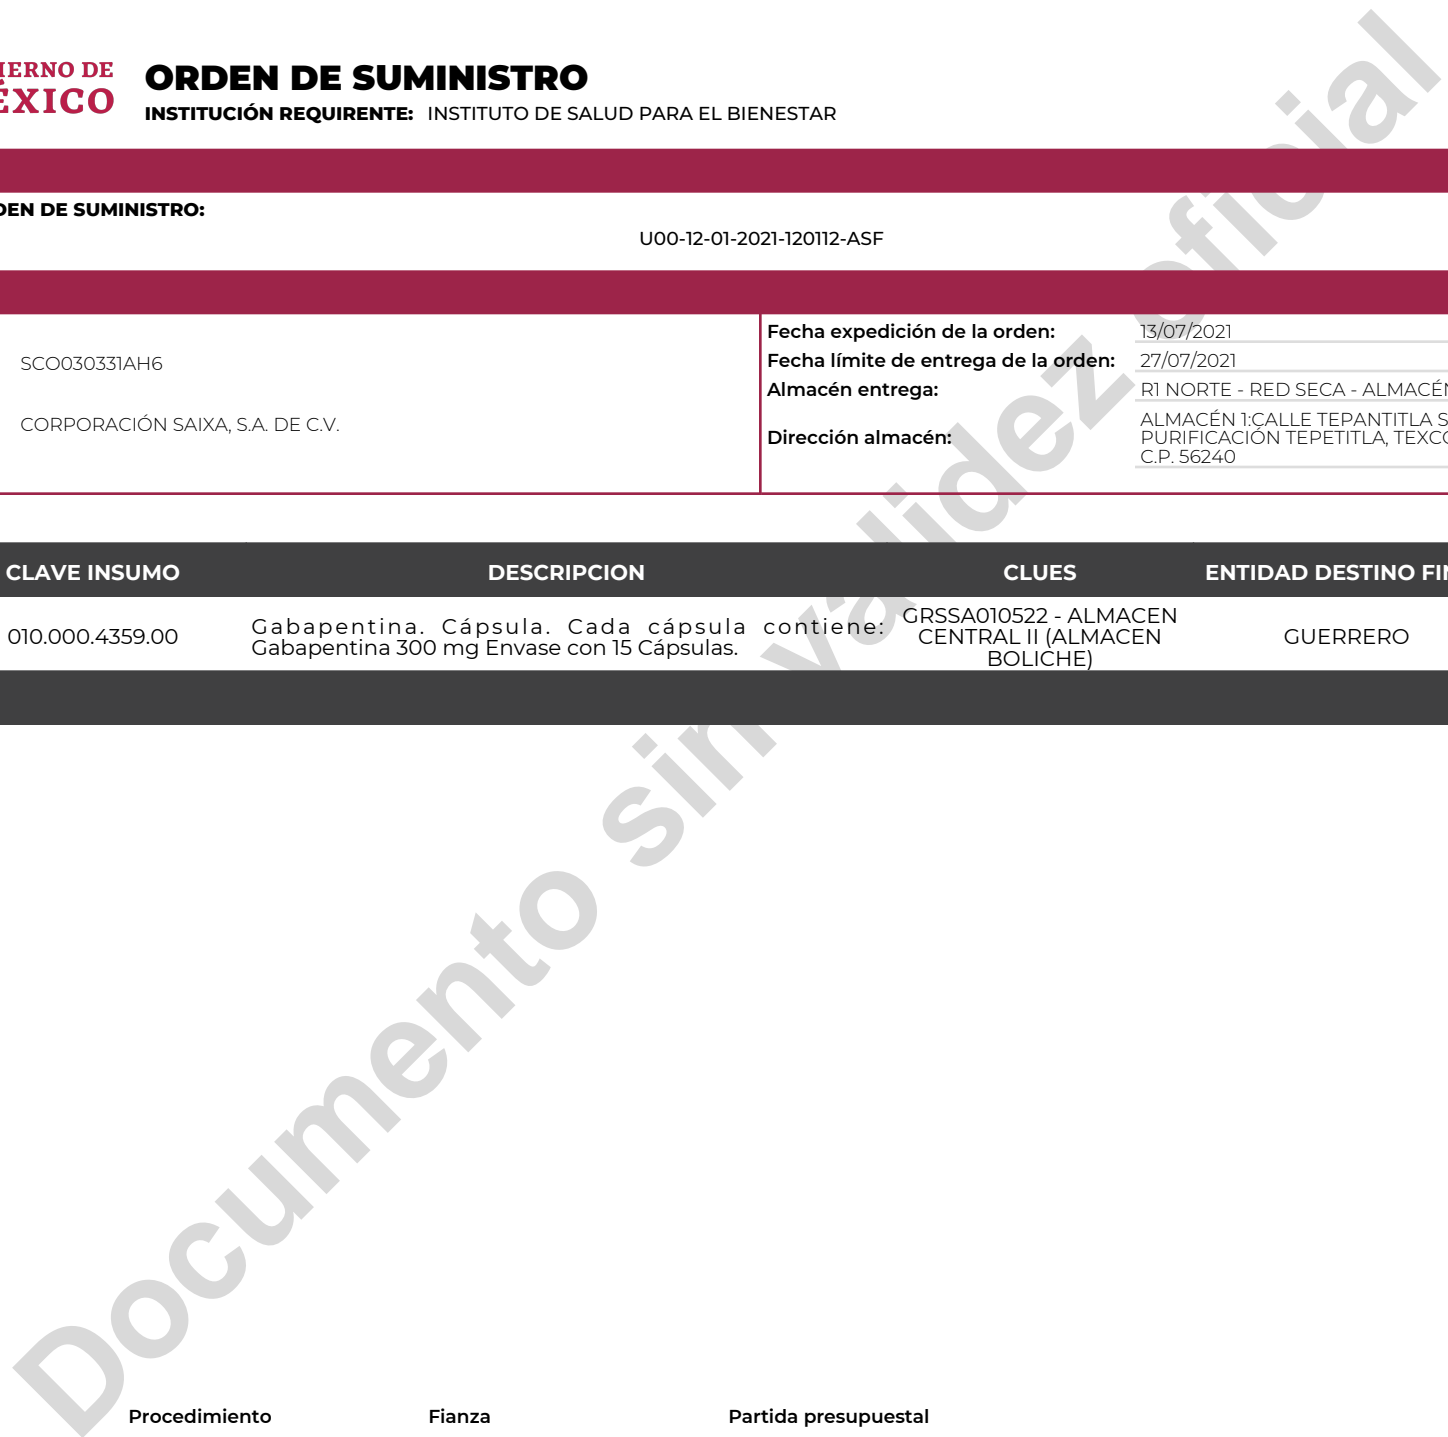 IERNO DE
ÉXICO
ORDEN DE SUMINISTRO
INSTITUCIÓN REQUIRENTE: INSTITUTO DE SALUD PARA EL BIENESTAR
DEN DE SUMINISTRO:
U00-12-01-2021-120112-ASF
SCO030331AH6
CORPORACIÓN SAIXA, S.A. DE C.V.
Fecha expedición de la orden: 13/07/2021
Fecha límite de entrega de la orden: 27/07/2021
Almacén entrega: R1 NORTE - RED SECA - ALMACÉN
Dirección almacén:
ALMACÉN 1:CALLE TEPANTITLA S
PURIFICACIÓN TEPETITLA, TEXCO
C.P. 56240
CLAVE INSUMO DESCRIPCION CLUES ENTIDAD DESTINO FIN
010.000.4359.00
Gabapentina. Cápsula. Cada cápsula contiene:
Gabapentina 300 mg Envase con 15 Cápsulas.
GRSSA010522 - ALMACEN
CENTRAL II (ALMACEN
BOLICHE)
GUERRERO
Documento sin validez oficial
Procedimiento Fianza Partida presupuestal